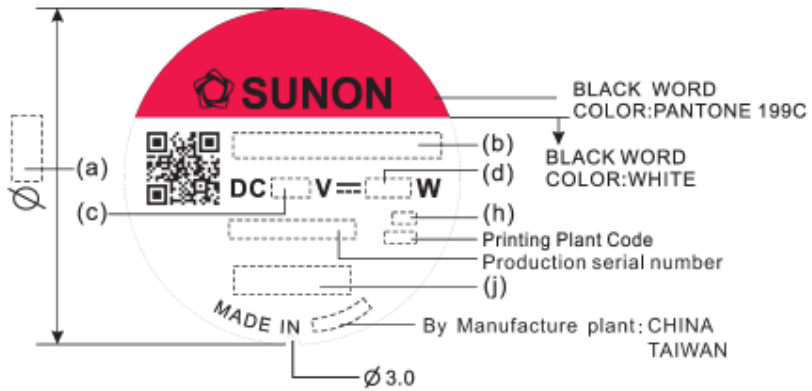 SUNON
BLACK WORD
COLOR:PANTONE 199C
(a)
(b)
BLACK WORD
COLOR:WHITE
(d)
DC V W
(c)
(h)
Printing Plant Code
Production serial number
(j)
MADE IN
By Manufacture plant: CHINA
TAIWAN
Ø
Ø 3.0